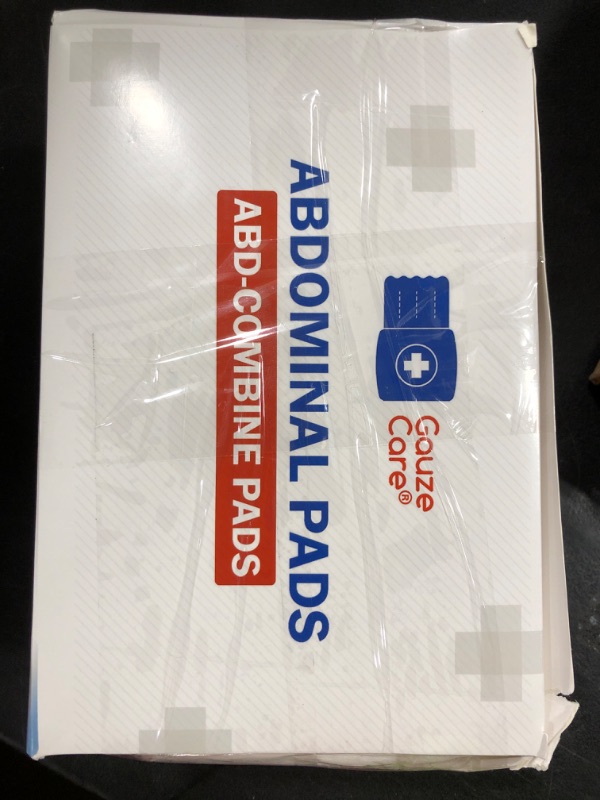 Gauze
Care®
ABDOMINAL PADS
ABD-COMBINE PADS